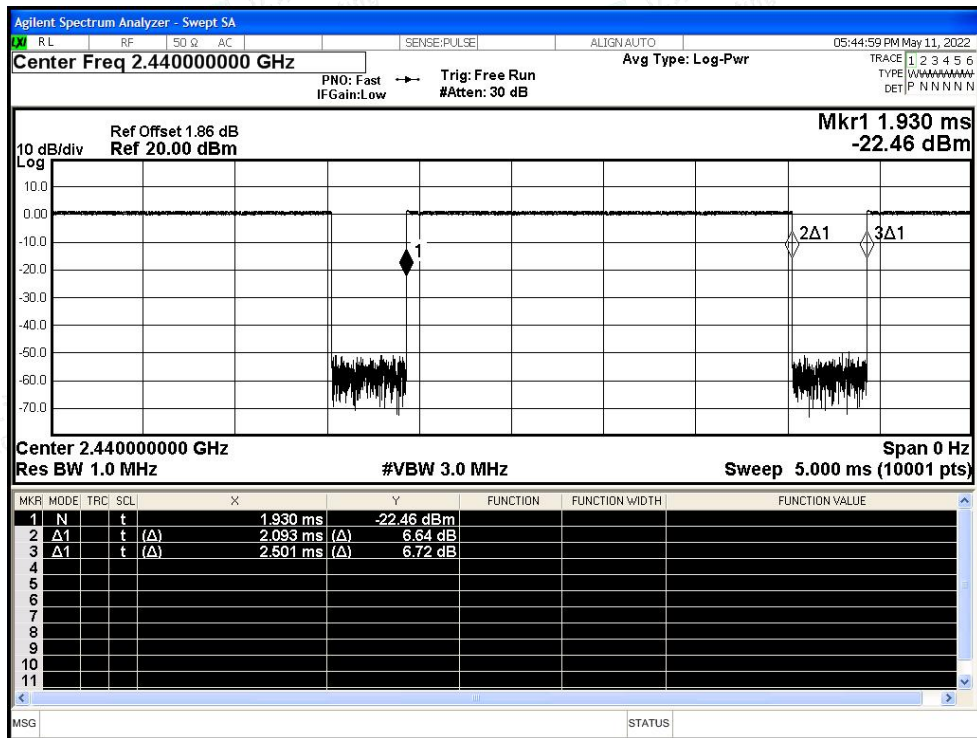 Agilent Spectrum Analyzer - Swept SA
LXI RL RF 50 Ω AC SENSE:PULSE ALIGNAUTO 05:44:59 PM May 11, 2022
Center Freq 2.440000000 GHz Avg Type: Log-Pwr TRACE 1 2 3 4 5 6
PNO: Fast Trig: Free Run TYPE WWWWWW
IFGain:Low #Atten: 30 dB DET P N N N N N
Mkr1 1.930 ms
Ref Offset 1.86 dB
10 dB/div Ref 20.00 dBm -22.46 dBm
Log
10.0
0.00
-10.0
-20.0
-30.0
-40.0
-50.0
-60.0
-70.0
1
2Δ1
3Δ1
Center 2.440000000 GHz Span 0 Hz
Res BW 1.0 MHz #VBW 3.0 MHz Sweep 5.000 ms (10001 pts)
MKR MODE TRC SCL X Y FUNCTION FUNCTION WIDTH FUNCTION VALUE
1 N t 1.930 ms -22.46 dBm
2 Δ1 t (Δ) 2.093 ms (Δ) 6.64 dB
3 Δ1 t (Δ) 2.501 ms (Δ) 6.72 dB
4
5
6
7
8
9
10
11
MSG STATUS